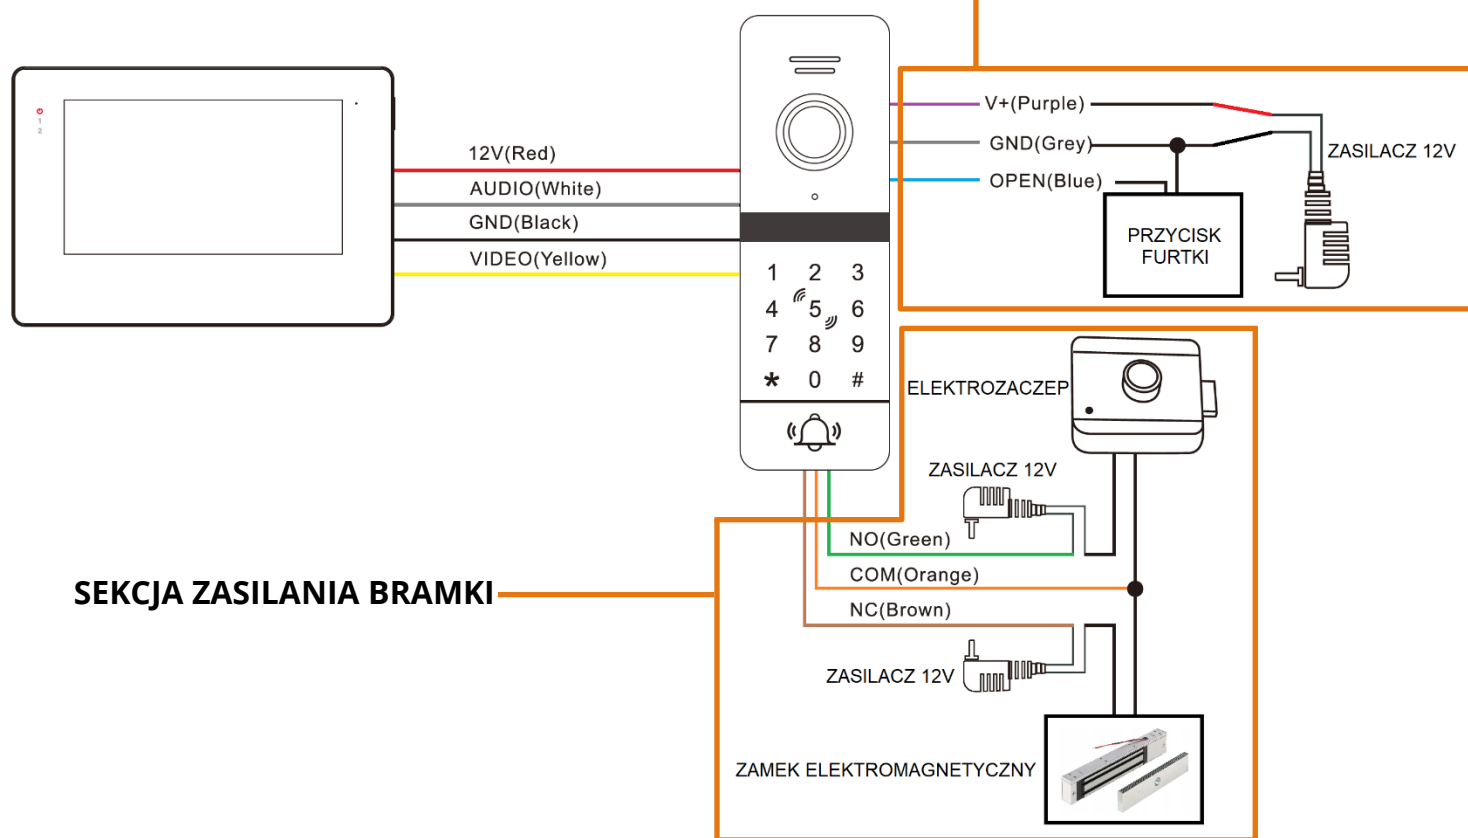 1
2
12V(Red)
AUDIO(White)
GND(Black)
VIDEO(Yellow)
1 2 3
4 5 6
7 8 9
* 0 #
V+(Purple)
GND(Grey)
OPEN(Blue)
ZASILACZ 12V
PRZYCISK
FURTKI
ELEKTROZACZEP
ZASILACZ 12V
NO(Green)
COM(Orange)
NC(Brown)
SEKCJA ZASILANIA BRAMKI
ZASILACZ 12V
ZAMEK ELEKTROMAGNETYCZNY